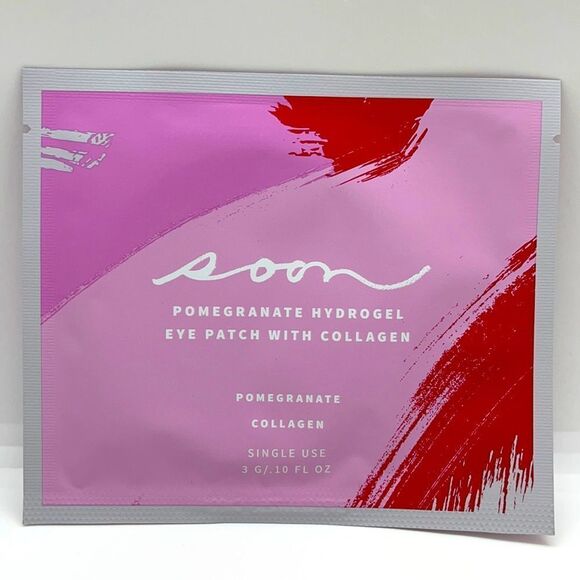 soon
POMEGRANATE HYDROGEL
EYE PATCH WITH COLLAGEN
POMEGRANATE
COLLAGEN
SINGLE USE
3 G/.10 FL OZ